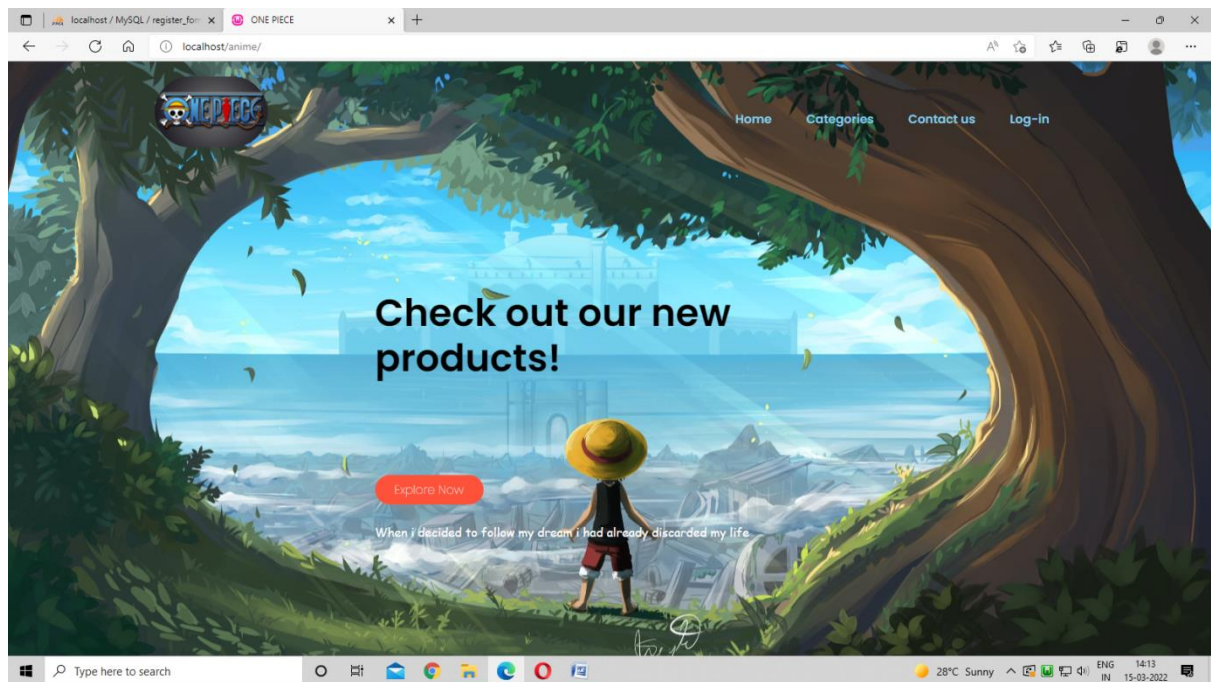 localhost / MySQL / register_for
ONE PIECE
localhost/anime/
ONE PIECE
Home Categories Contact us Log-in
Check out our new
products!
Explore Now
When i decided to follow my dream i had already discarded my life
Type here to search
28°C Sunny
ENG
IN
14:13
15-03-2022